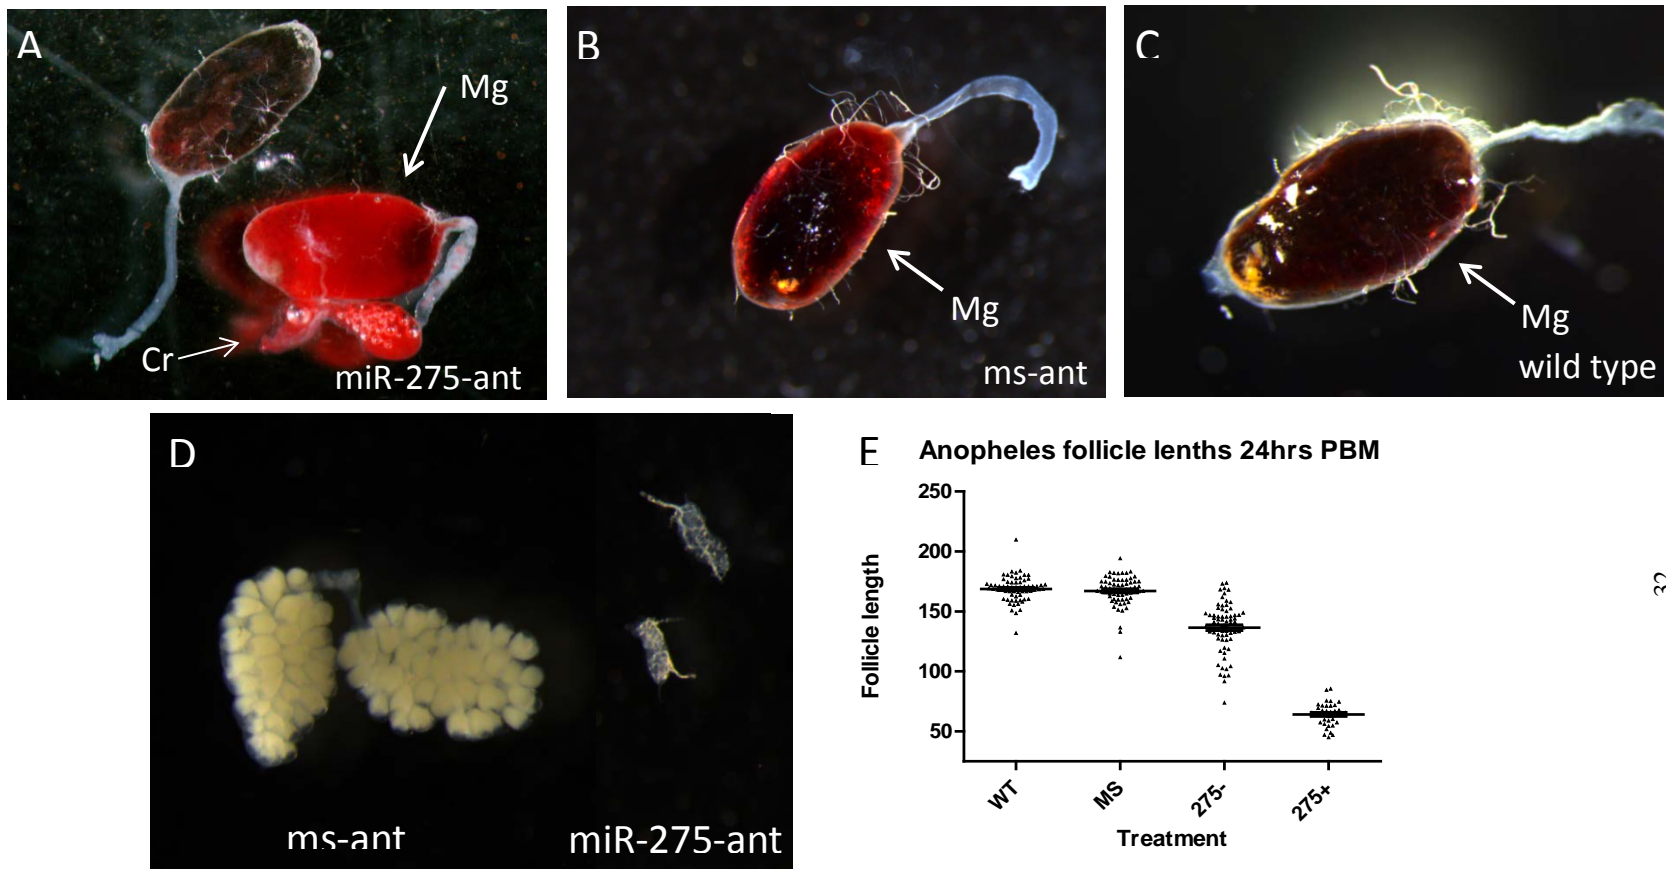 A
Mg
Cr
miR-275-ant
B
Mg
ms-ant
C
Mg
wild type
D
ms-ant
miR-275-ant
E
Anopheles follicle lenths 24hrs PBM
Follicle length
250
200
150
100
50
WT
MS
275-
275+
Treatment
32